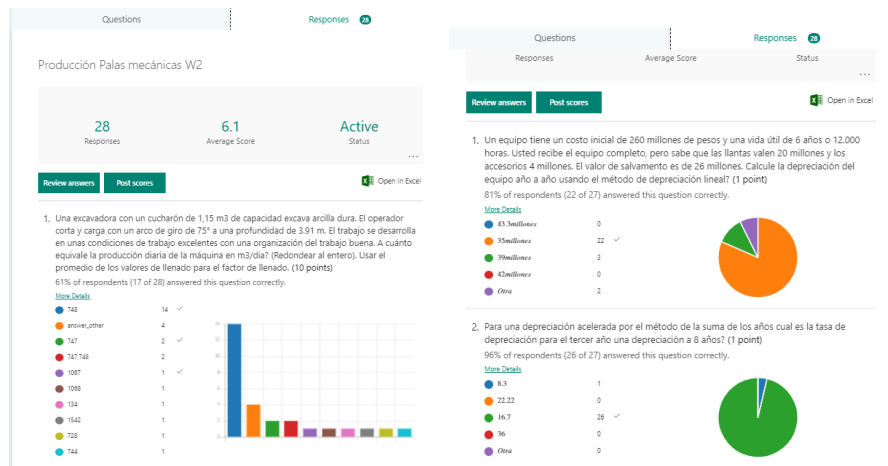 Questions
Responses 28
Producción Palas mecánicas W2
28
Responses
6.1
Average Score
Active
Status
...
Review answers
Post scores
Open in Excel
1. Una excavadora con un cucharón de 1,15 m3 de capacidad excava arcilla dura. El operador
corta y carga con un arco de giro de 75° a una profundidad de 3.91 m. El trabajo se desarrolla
en unas condiciones de trabajo excelentes con una organización del trabajo buena. A cuánto
equivale la producción diaria de la máquina en m3/dia? (Redondear al entero). Usar el
promedio de los valores de llenado para el factor de llenado. (10 points)
61% of respondents (17 of 28) answered this question correctly.
More Details
748 14
answer_other 4
747 2
747,748 2
1067 1
1068 1
134 1
1542 1
728 1
744 1
Questions
Responses 28
Responses
Average Score
Status
...
Review answers
Post scores
Open in Excel
1. Un equipo tiene un costo inicial de 260 millones de pesos y una vida útil de 6 años o 12.000
horas. Usted recibe el equipo completo, pero sabe que las llantas valen 20 millones y los
accesorios 4 millones. El valor de salvamento es de 26 millones. Calcule la depreciación del
equipo año a año usando el método de depreciación lineal? (1 point)
81% of respondents (22 of 27) answered this question correctly.
More Details
43.3millones 0
35millones 22
39millones 3
42millones 0
Otra 2
2. Para una depreciación acelerada por el método de la suma de los años cual es la tasa de
depreciación para el tercer año una depreciación a 8 años? (1 point)
96% of respondents (26 of 27) answered this question correctly.
More Details
8.3 1
22.22 0
16.7 26
36 0
Otra 0